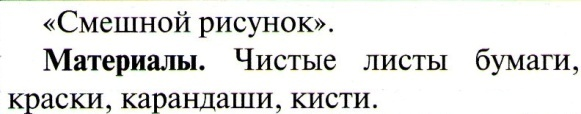 «Смешной рисунок».
Материалы. Чистые листы бумаги,
краски, карандаши, кисти.